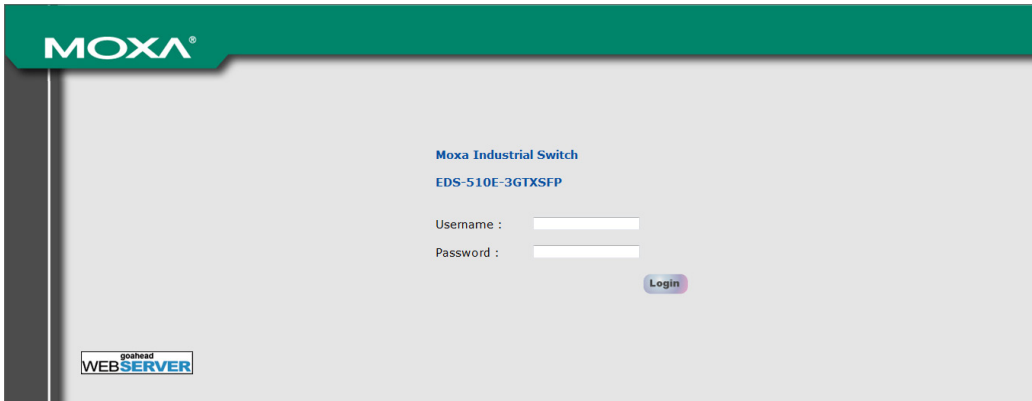 MOXA®
Moxa Industrial Switch
EDS-510E-3GTXSFP
Username :
Password :
Login
goahead
WEBSERVER